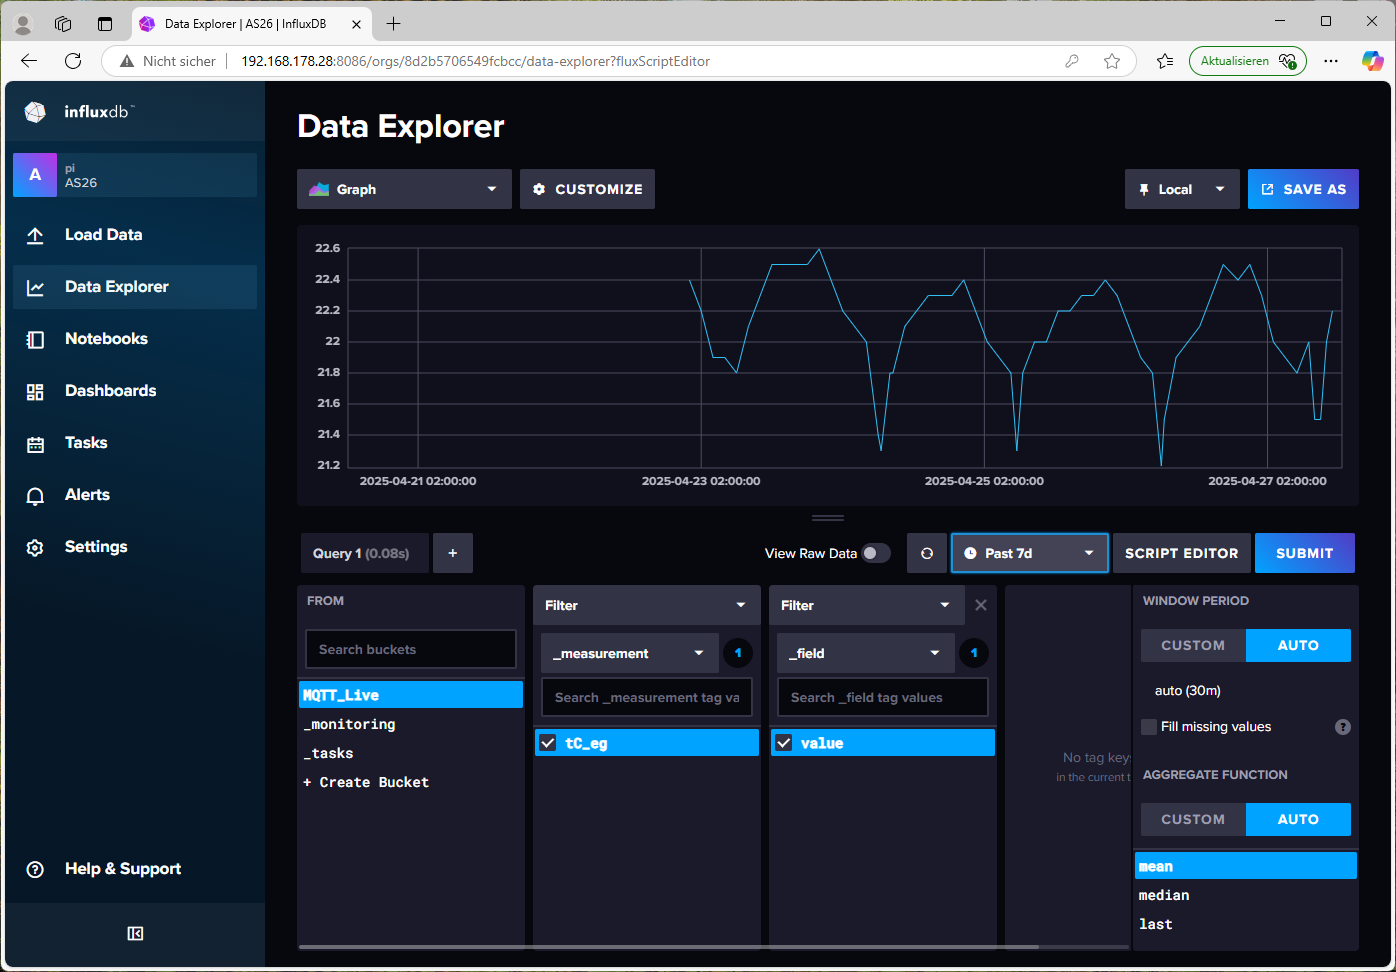 Data Explorer | AS26 | InfluxDB
Nicht sicher
192.168.178.28:8086/orgs/8d2b5706549fcbcc/data-explorer?fluxScriptEditor
Aktualisieren
influxdb™
A
pi
AS26
Load Data
Data Explorer
Notebooks
Dashboards
Tasks
Alerts
Settings
Help & Support
Data Explorer
Graph
CUSTOMIZE
Local
SAVE AS
22.6
22.4
22.2
22
21.8
21.6
21.4
21.2
2025-04-21 02:00:00
2025-04-23 02:00:00
2025-04-25 02:00:00
2025-04-27 02:00:00
Query 1 (0.08s)
+
View Raw Data
Past 7d
SCRIPT EDITOR
SUBMIT
FROM
Search buckets
MQTT_Live
_monitoring
_tasks
+ Create Bucket
Filter
_measurement
1
Search _measurement tag va
tC_eg
Filter
_field
1
Search _field tag values
value
No tag keys
in the current t
WINDOW PERIOD
CUSTOM
AUTO
auto (30m)
Fill missing values
?
AGGREGATE FUNCTION
CUSTOM
AUTO
mean
median
last